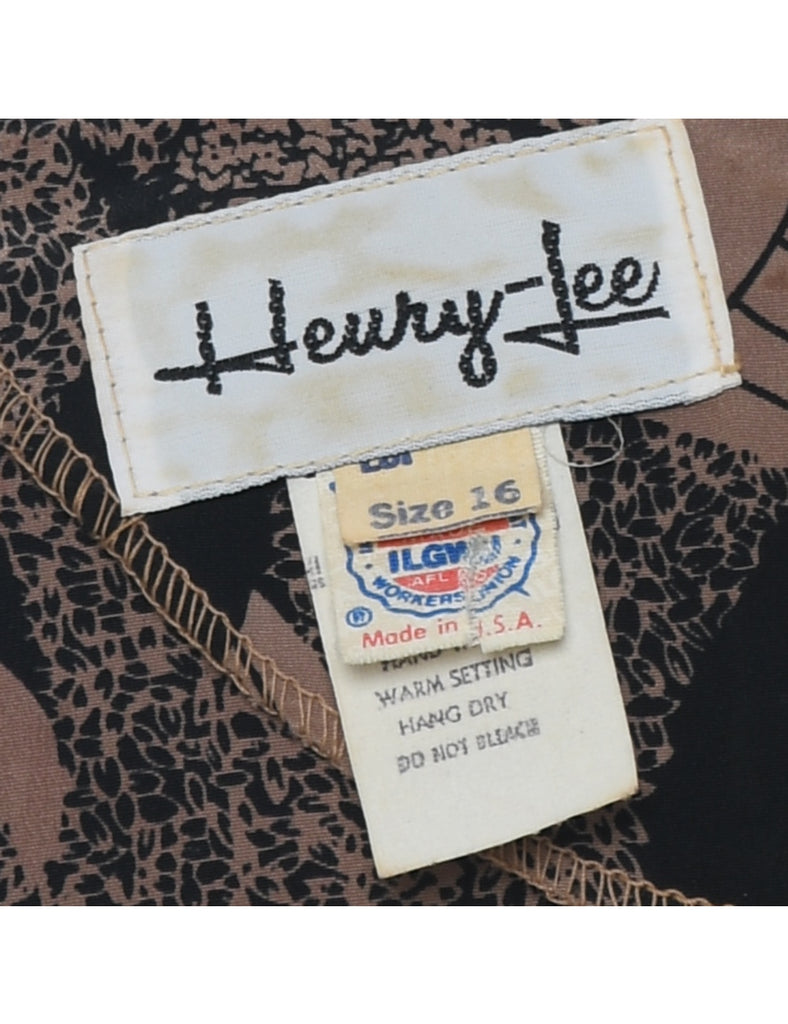 Henry-Lee
Size 16
ILGWU
AFL
WORKERS UNION
Made in U.S.A.
WARM SETTING
HANG DRY
DO NOT BLEACH